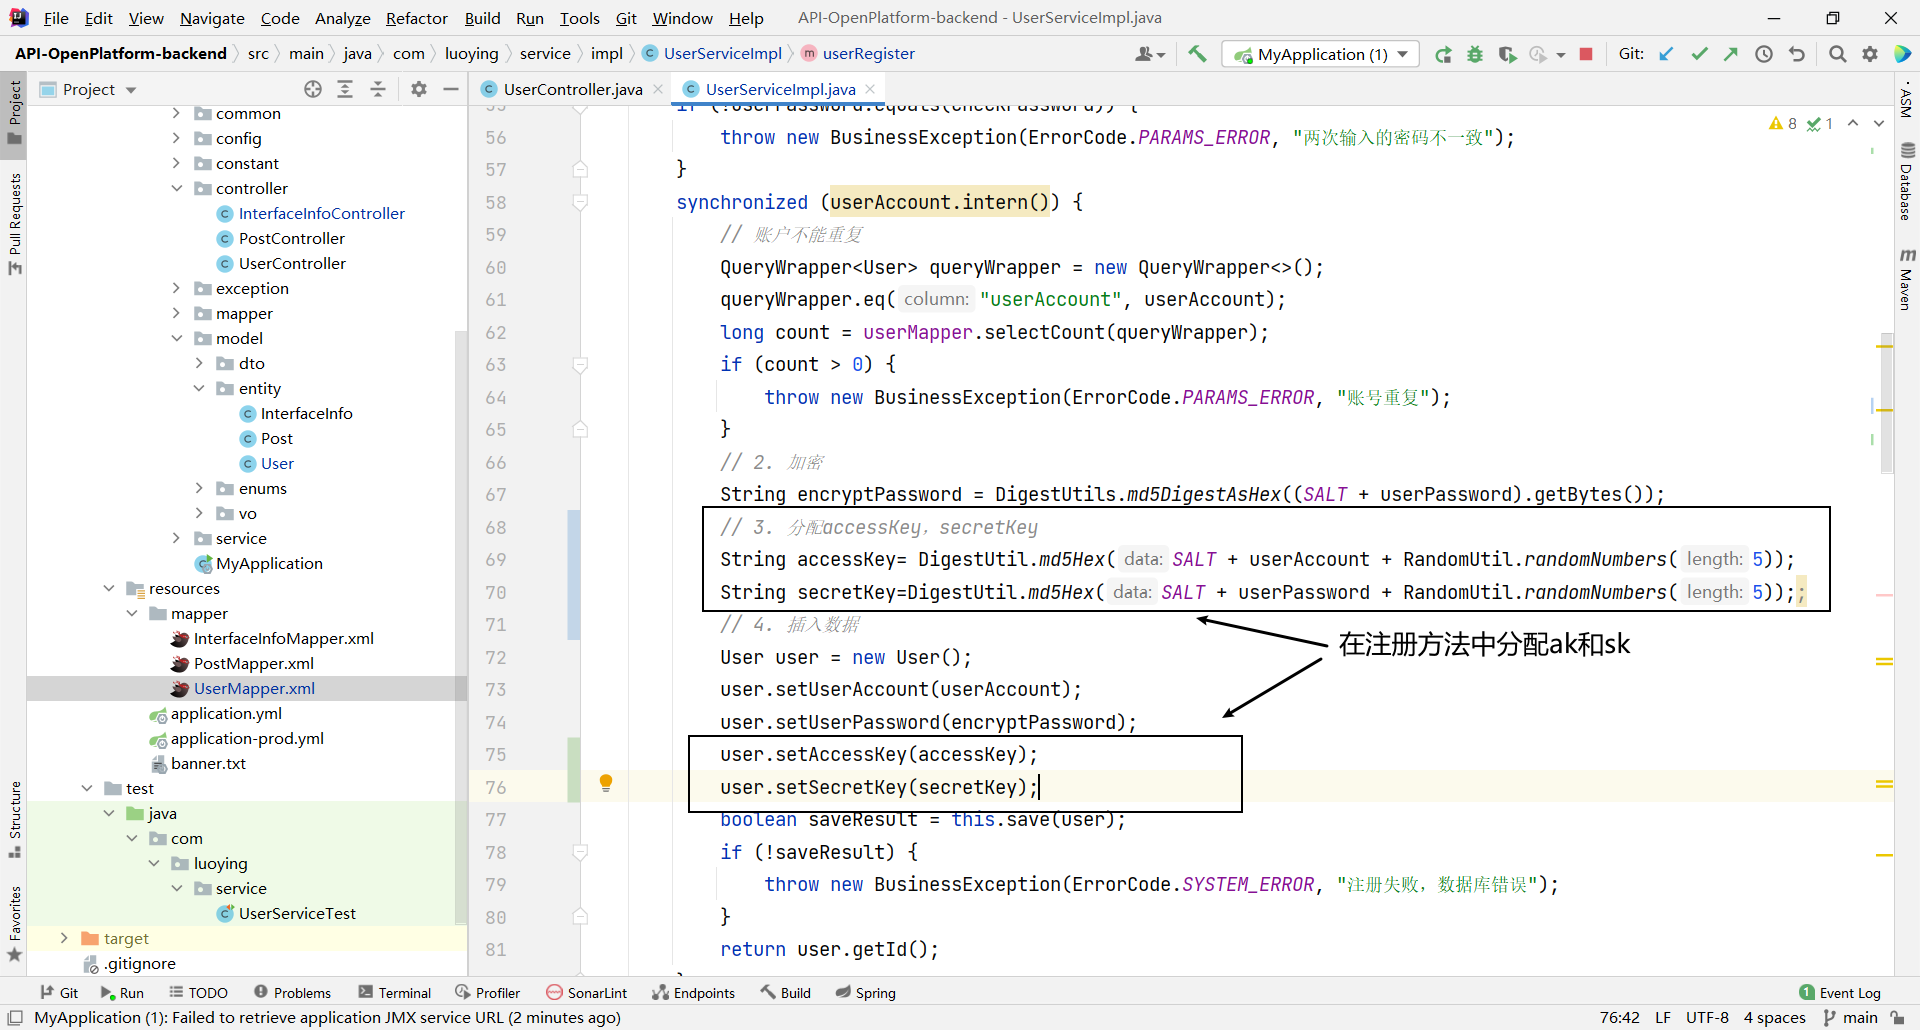 File Edit View Navigate Code Analyze Refactor Build Run Tools Git Window Help API-OpenPlatform-backend - UserServiceImpl.java
API-OpenPlatform-backend src main java com luoying service impl UserServiceImpl userRegister MyApplication (1) Git:
Project UserController.java UserServiceImpl.java
Project
Pull Requests
Structure
Favorites
common
config
constant
controller
InterfaceInfoController
PostController
UserController
exception
mapper
model
dto
entity
InterfaceInfo
Post
User
enums
vo
service
MyApplication
resources
mapper
InterfaceInfoMapper.xml
PostMapper.xml
UserMapper.xml
application.yml
application-prod.yml
banner.txt
test
java
com
luoying
service
UserServiceTest
target
.gitignore
55 if (!userPassword.equals(checkPassword)) {
56 throw new BusinessException(ErrorCode.PARAMS_ERROR, "两次输入的密码不一致");
57 }
58 synchronized (userAccount.intern()) {
59 // 账户不能重复
60 QueryWrapper<User> queryWrapper = new QueryWrapper<>();
61 queryWrapper.eq( column: "userAccount", userAccount);
62 long count = userMapper.selectCount(queryWrapper);
63 if (count > 0) {
64 throw new BusinessException(ErrorCode.PARAMS_ERROR, "账号重复");
65 }
66 // 2. 加密
67 String encryptPassword = DigestUtils.md5DigestAsHex((SALT + userPassword).getBytes());
68 // 3. 分配accessKey，secretKey
69 String accessKey= DigestUtil.md5Hex( data: SALT + userAccount + RandomUtil.randomNumbers( length: 5));
70 String secretKey=DigestUtil.md5Hex( data: SALT + userPassword + RandomUtil.randomNumbers( length: 5));;
71 // 4. 插入数据
在注册方法中分配ak和sk
72 User user = new User();
73 user.setUserAccount(userAccount);
74 user.setUserPassword(encryptPassword);
75 user.setAccessKey(accessKey);
76 user.setSecretKey(secretKey);
77 boolean saveResult = this.save(user);
78 if (!saveResult) {
79 throw new BusinessException(ErrorCode.SYSTEM_ERROR, "注册失败，数据库错误");
80 }
81 return user.getId();
8 1
ASM
Database
Maven
Git Run TODO Problems Terminal Profiler SonarLint Endpoints Build Spring 1 Event Log
MyApplication (1): Failed to retrieve application JMX service URL (2 minutes ago) 76:42 LF UTF-8 4 spaces main